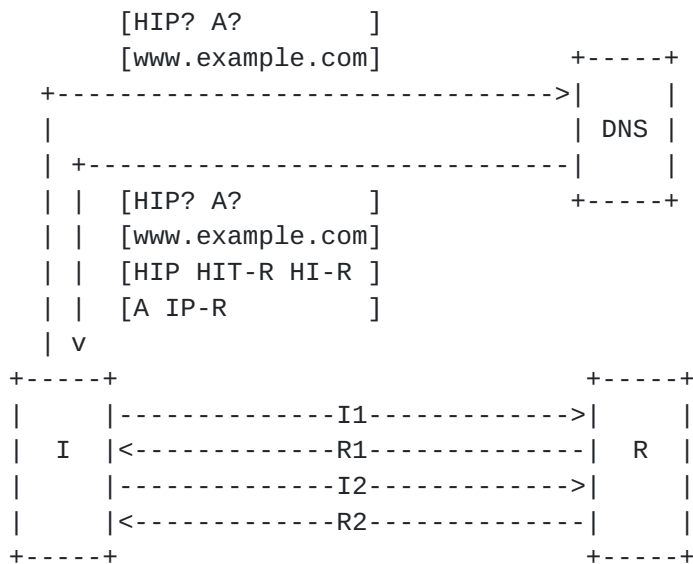 [HIP? A? ]
[www.example.com]
DNS
[HIP? A? ]
[www.example.com]
[HIP HIT-R HI-R ]
[A IP-R ]
I1
I R1 R
I2
R2